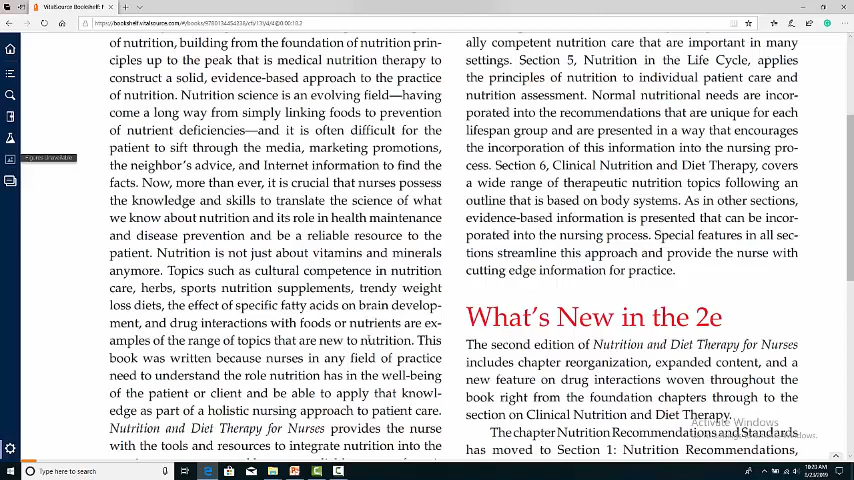 VitalSource Bookshelf: N
https://bookshelf.vitalsource.com/#/books/9780134454238/cfi/13!/4/4@0:00:10.2
of nutrition, building from the foundation of nutrition prin-
ciples up to the peak that is medical nutrition therapy to
construct a solid, evidence-based approach to the practice
of nutrition. Nutrition science is an evolving field—having
come a long way from simply linking foods to prevention
of nutrient deficiencies—and it is often difficult for the
patient to sift through the media, marketing promotions,
the neighbor's advice, and Internet information to find the
facts. Now, more than ever, it is crucial that nurses possess
the knowledge and skills to translate the science of what
we know about nutrition and its role in health maintenance
and disease prevention and be a reliable resource to the
patient. Nutrition is not just about vitamins and minerals
anymore. Topics such as cultural competence in nutrition
care, herbs, sports nutrition supplements, trendy weight
loss diets, the effect of specific fatty acids on brain develop-
ment, and drug interactions with foods or nutrients are ex-
amples of the range of topics that are new to nutrition. This
book was written because nurses in any field of practice
need to understand the role nutrition has in the well-being
of the patient or client and be able to apply that knowl-
edge as part of a holistic nursing approach to patient care.
Nutrition and Diet Therapy for Nurses provides the nurse
with the tools and resources to integrate nutrition into the
Figures Unavailable
ally competent nutrition care that are important in many
settings. Section 5, Nutrition in the Life Cycle, applies
the principles of nutrition to individual patient care and
nutrition assessment. Normal nutritional needs are incor-
porated into the recommendations that are unique for each
lifespan group and are presented in a way that encourages
the incorporation of this information into the nursing pro-
cess. Section 6, Clinical Nutrition and Diet Therapy, covers
a wide range of therapeutic nutrition topics following an
outline that is based on body systems. As in other sections,
evidence-based information is presented that can be incor-
porated into the nursing process. Special features in all sec-
tions streamline this approach and provide the nurse with
cutting edge information for practice.
What's New in the 2e
The second edition of Nutrition and Diet Therapy for Nurses
includes chapter reorganization, expanded content, and a
new feature on drug interactions woven throughout the
book right from the foundation chapters through to the
section on Clinical Nutrition and Diet Therapy.
The chapter Nutrition Recommendations and Standards
has moved to Section 1: Nutrition Recommendations,
Activate Windows
Type here to search
10:20 AM